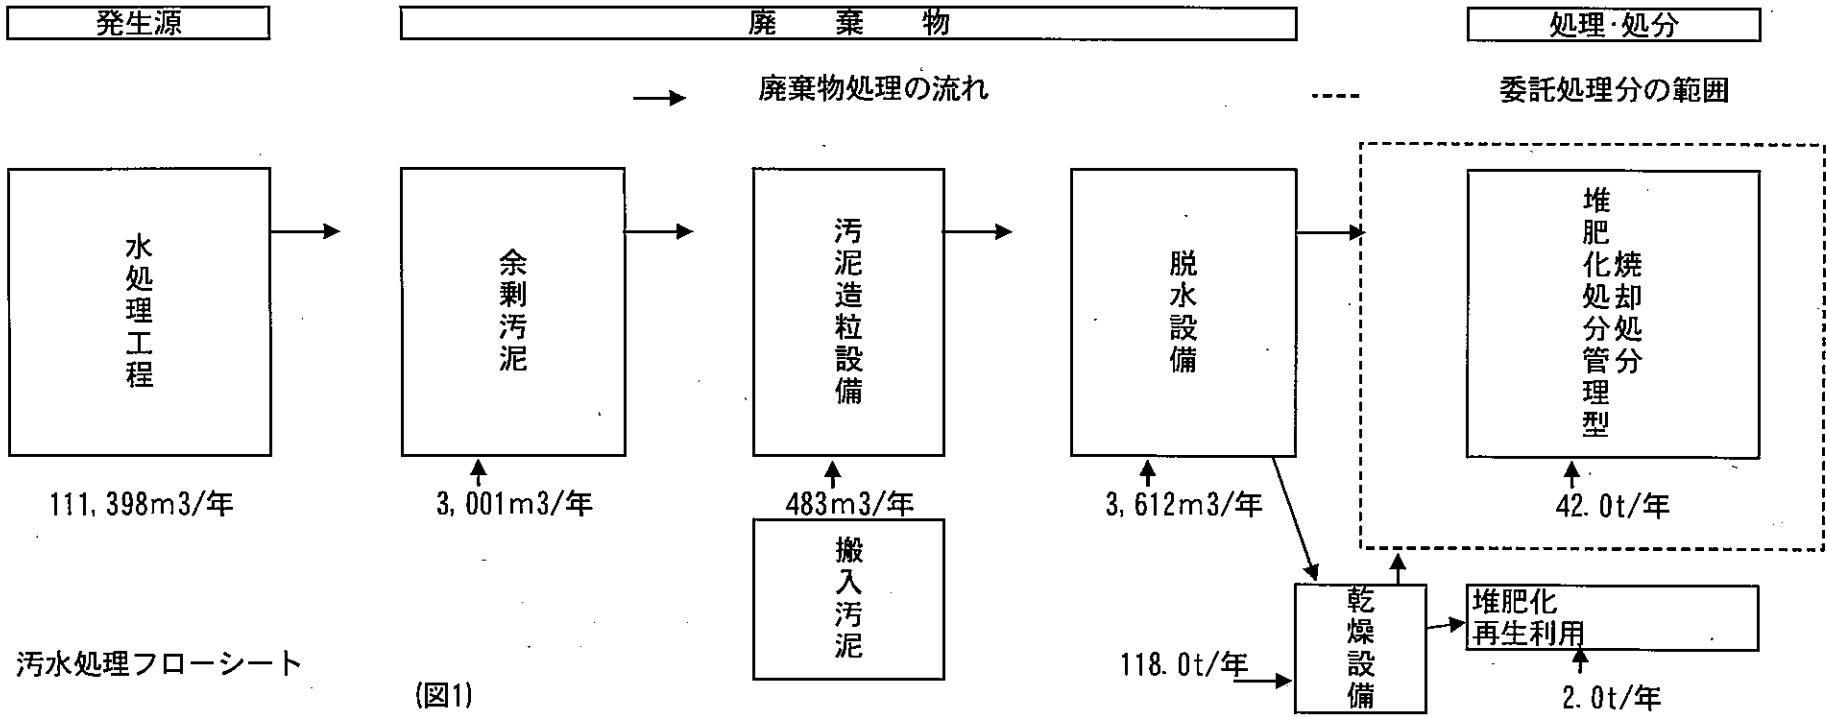 発生源
廃棄物
処理・処分
廃棄物処理の流れ
委託処理分の範囲
水処理工程
余剰汚泥
汚泥造粒設備
脱水設備
堆肥化処分管理型
焼却処分
111,398m3/年
3,001m3/年
483m3/年
3,612m3/年
42.0t/年
搬入汚泥
乾燥設備
堆肥化
再生利用
118.0t/年
2.0t/年
汚水処理フローシート
(図1)